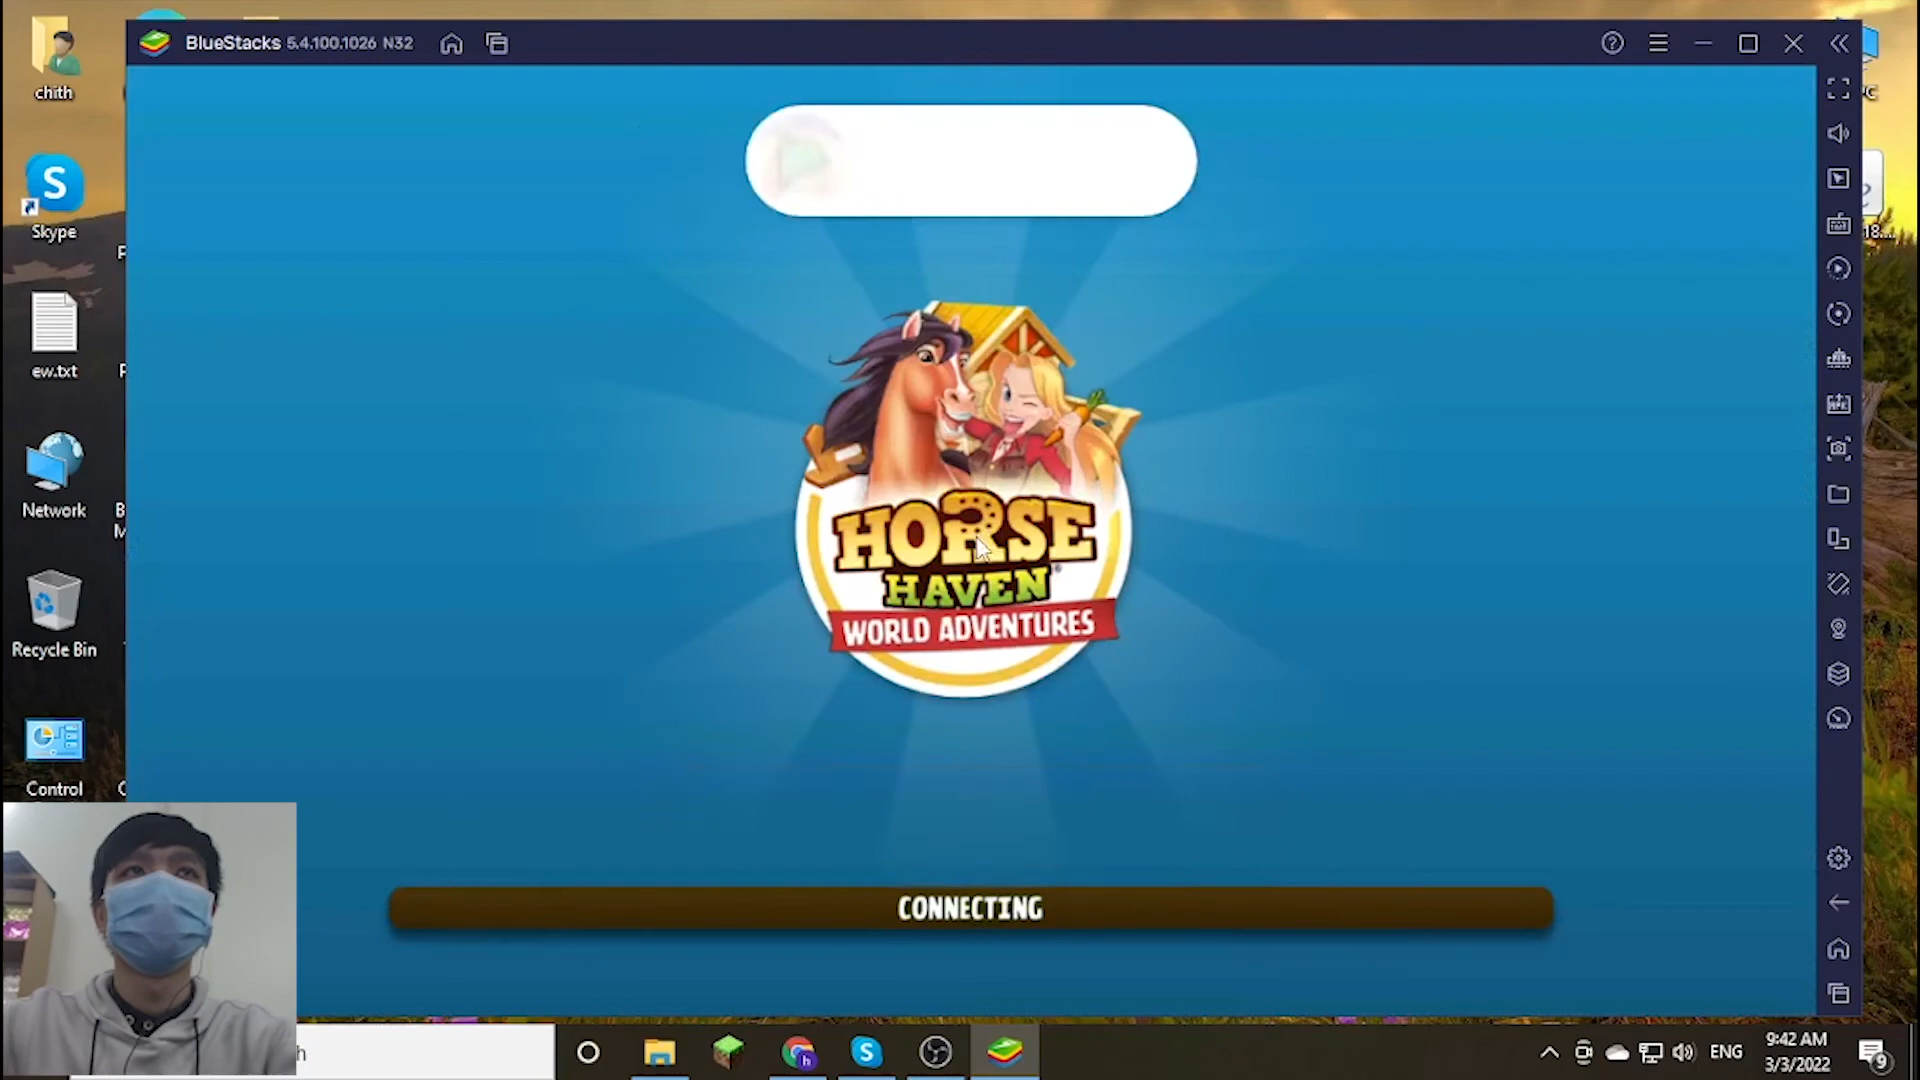 BlueStacks 5.4.100.1026 N32
chith
Skype
ew.txt
Network
Recycle Bin
Control
HORSE
HAVEN
WORLD ADVENTURES
CONNECTING
h
ENG
9:42 AM
3/3/2022
9